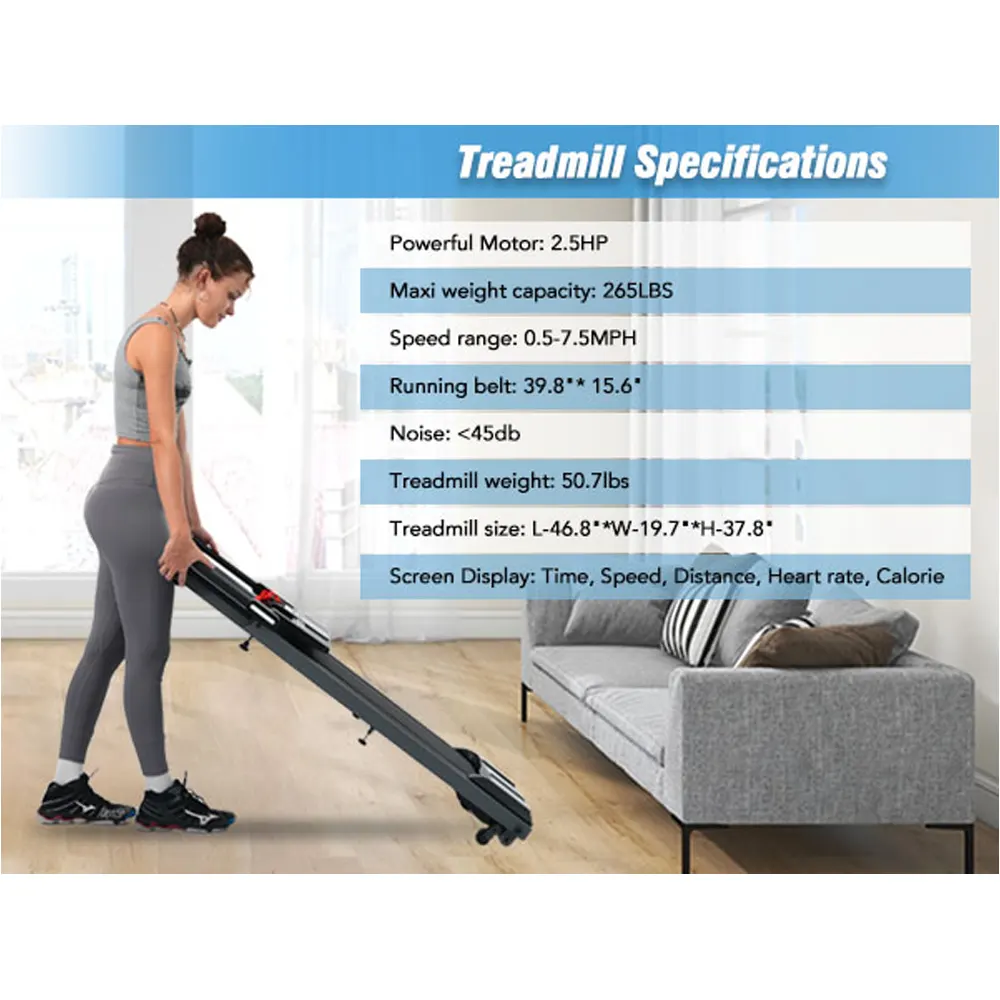 Treadmill Specifications
Powerful Motor: 2.5HP
Maxi weight capacity: 265LBS
Speed range: 0.5-7.5MPH
Running belt: 39.8"* 15.6"
Noise: <45db
Treadmill weight: 50.7lbs
Treadmill size: L-46.8"*W-19.7"*H-37.8"
Screen Display: Time, Speed, Distance, Heart rate, Calorie